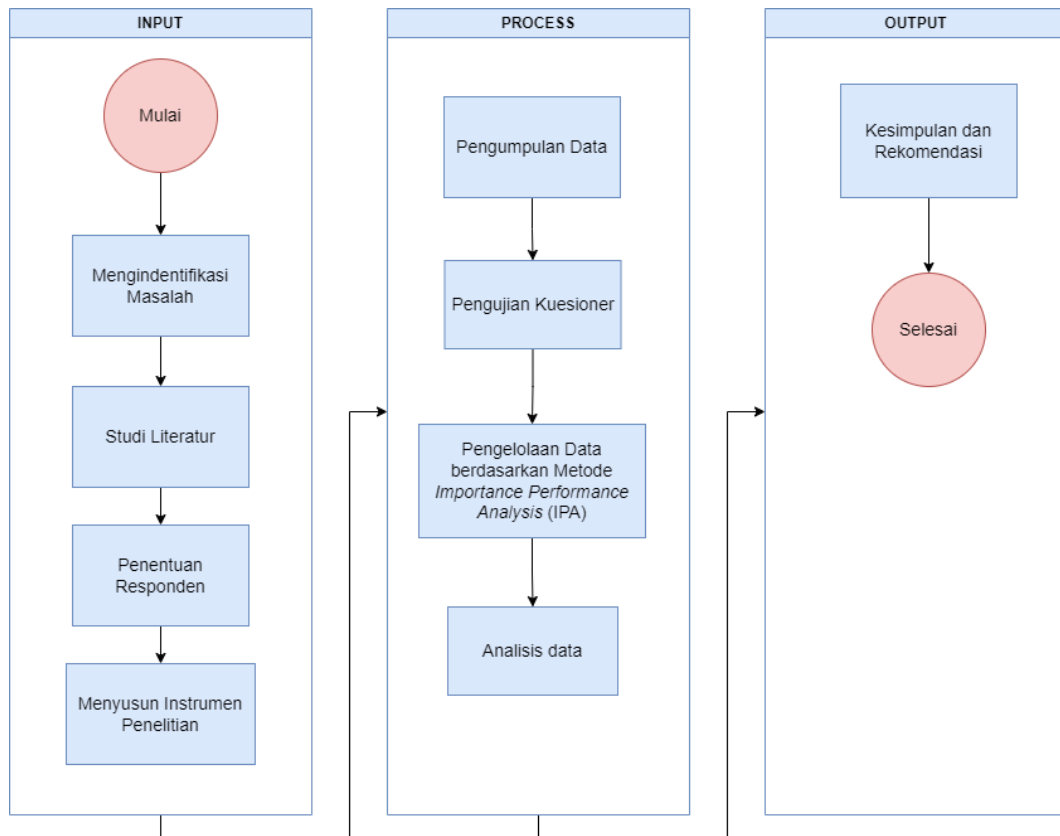 INPUT
Mulai
Mengindentifikasi
Masalah
Studi Literatur
Penentuan
Responden
Menyusun Instrumen
Penelitian
PROCESS
Pengumpulan Data
Pengujian Kuesioner
Pengelolaan Data
berdasarkan Metode
Importance Performance
Analysis (IPA)
Analisis data
OUTPUT
Kesimpulan dan
Rekomendasi
Selesai